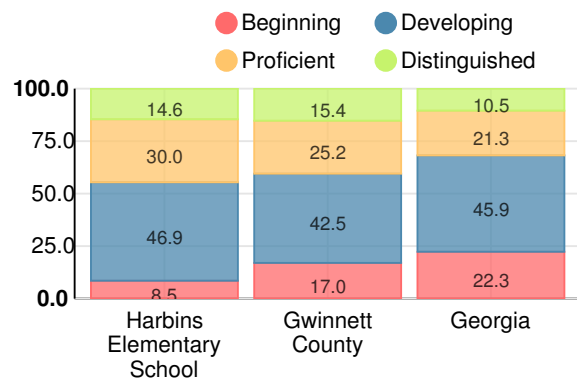 Beginning
Developing
Proficient
Distinguished
100.0
75.0
50.0
25.0
0.0
14.6
30.0
46.9
8.5
15.4
25.2
42.5
17.0
10.5
21.3
45.9
22.3
Harbins
Elementary
School
Gwinnett
County
Georgia